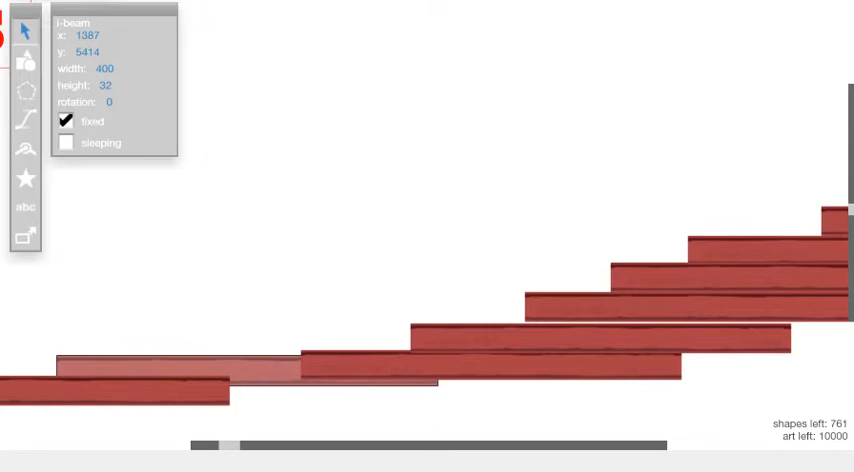 i-beam
x: 1387
y: 5414
width: 400
height: 32
rotation: 0
fixed
sleeping
abc
shapes left: 761
art left: 10000